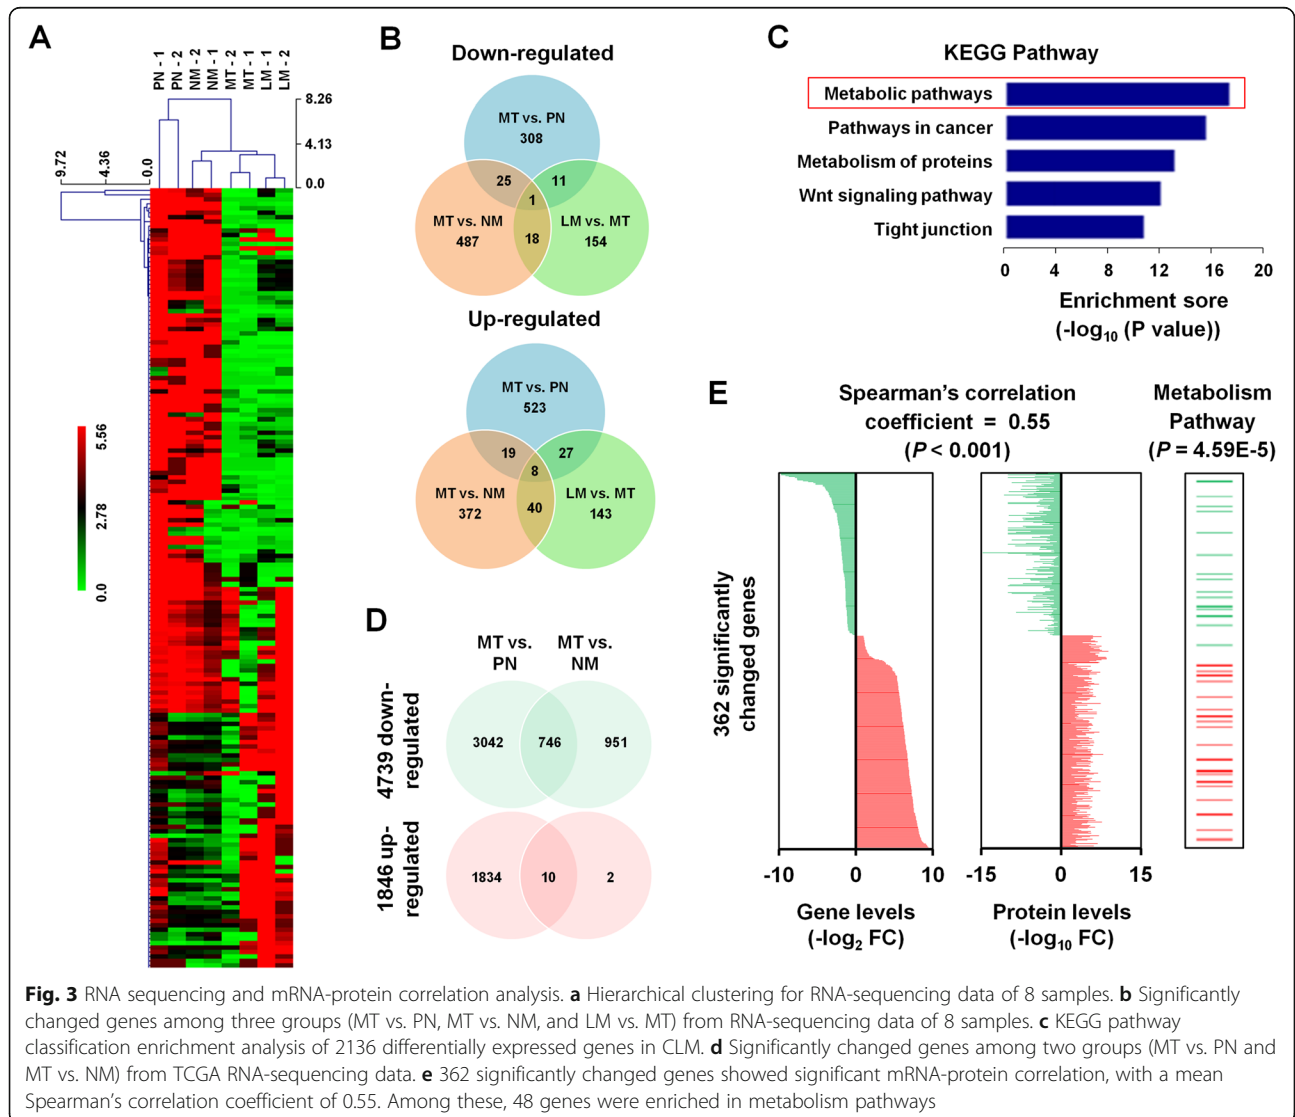 A
PN - 1
PN - 2
NM - 2
NM - 1
MT - 2
MT - 1
LM - 1
LM - 2
8.26
4.13
0.0
9.72
4.36
0.0
5.56
2.78
0.0
B
Down-regulated
MT vs. PN
308
25
11
1
MT vs. NM
487
LM vs. MT
154
18
Up-regulated
MT vs. PN
523
19
27
8
MT vs. NM
372
LM vs. MT
143
40
C
KEGG Pathway
Metabolic pathways
Pathways in cancer
Metabolism of proteins
Wnt signaling pathway
Tight junction
0 4 8 12 16 20
Enrichment sore
(-log10 (P value))
D
MT vs.
PN
MT vs.
NM
4739 down-
regulated
3042 746 951
1846 up-
regulated
1834 10 2
E
Spearman's correlation
coefficient = 0.55
(P < 0.001)
Metabolism
Pathway
(P = 4.59E-5)
362 significantly
changed genes
-10 0 10
-15 0 15
Gene levels
(-log2 FC)
Protein levels
(-log10 FC)
Fig. 3 RNA sequencing and mRNA-protein correlation analysis. a Hierarchical clustering for RNA-sequencing data of 8 samples. b Significantly
changed genes among three groups (MT vs. PN, MT vs. NM, and LM vs. MT) from RNA-sequencing data of 8 samples. c KEGG pathway
classification enrichment analysis of 2136 differentially expressed genes in CLM. d Significantly changed genes among two groups (MT vs. PN and
MT vs. NM) from TCGA RNA-sequencing data. e 362 significantly changed genes showed significant mRNA-protein correlation, with a mean
Spearman's correlation coefficient of 0.55. Among these, 48 genes were enriched in metabolism pathways